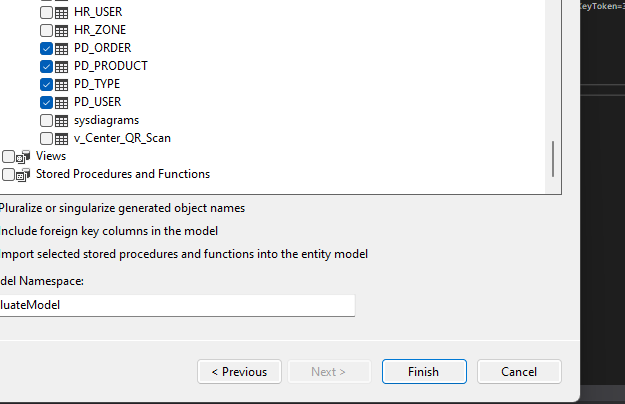 HR_USER
HR_ZONE
PD_ORDER
PD_PRODUCT
PD_TYPE
PD_USER
sysdiagrams
v_Center_QR_Scan
Views
Stored Procedures and Functions
Pluralize or singularize generated object names
nclude foreign key columns in the model
mport selected stored procedures and functions into the entity model
del Namespace:
luateModel
< Previous
Next >
Finish
Cancel
KeyToken=3